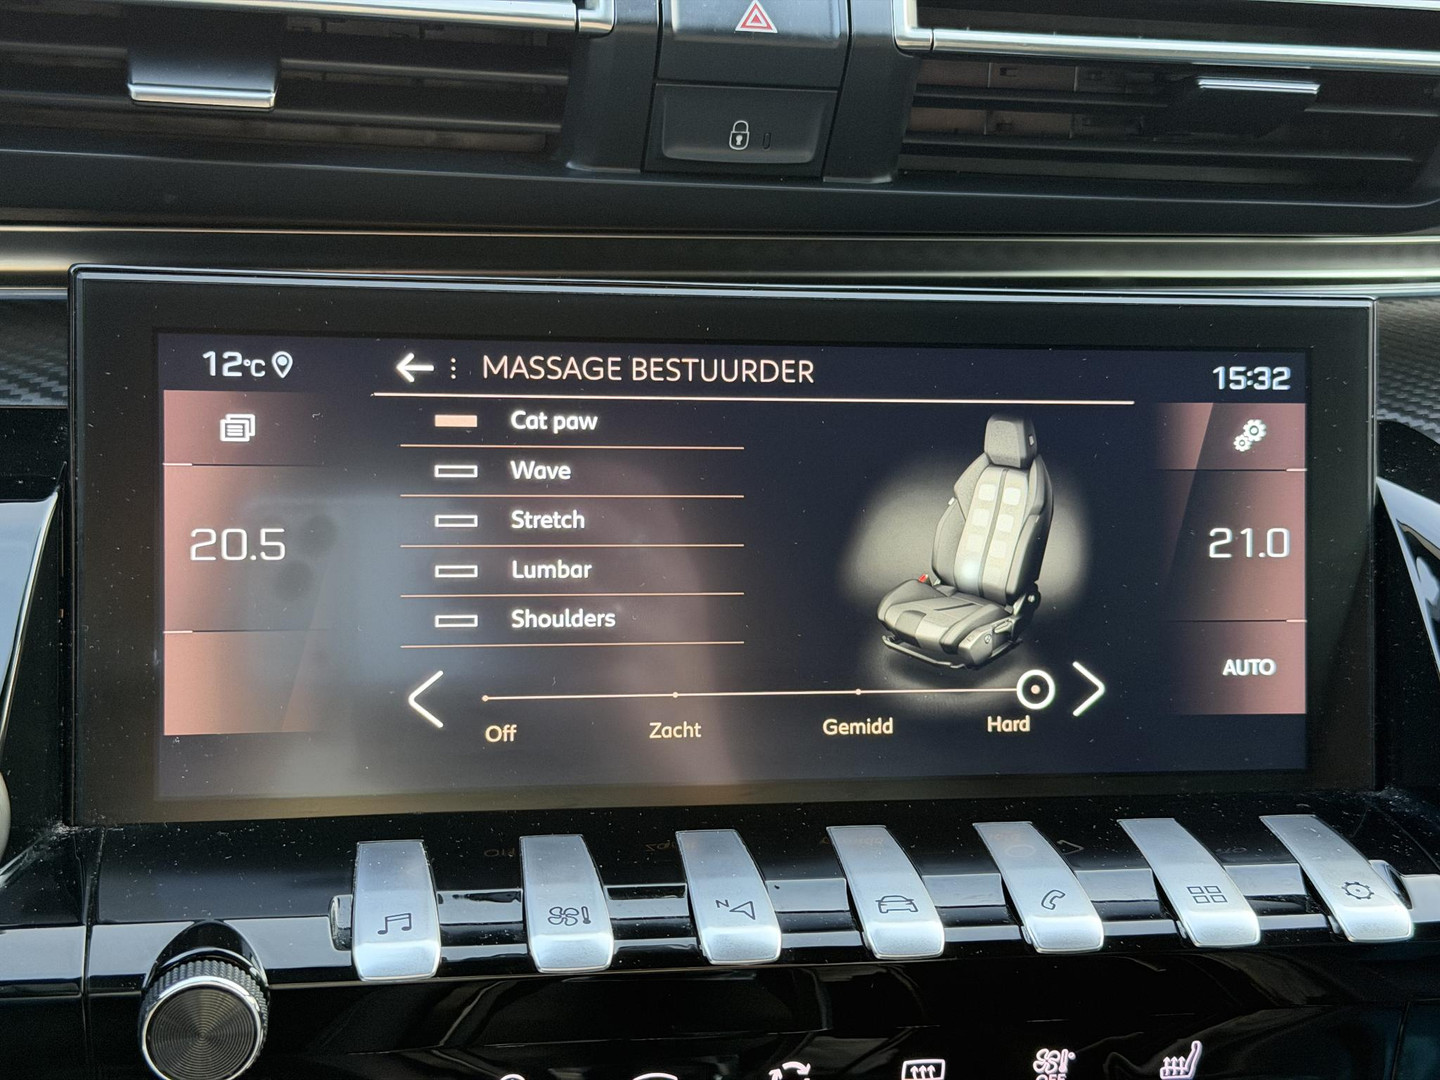 12°C
MASSAGE BESTUURDER
15:32
Cat paw
Wave
20.5
Stretch
21.0
Lumbar
Shoulders
AUTO
Off Zacht Gemidd Hard
N
OFF